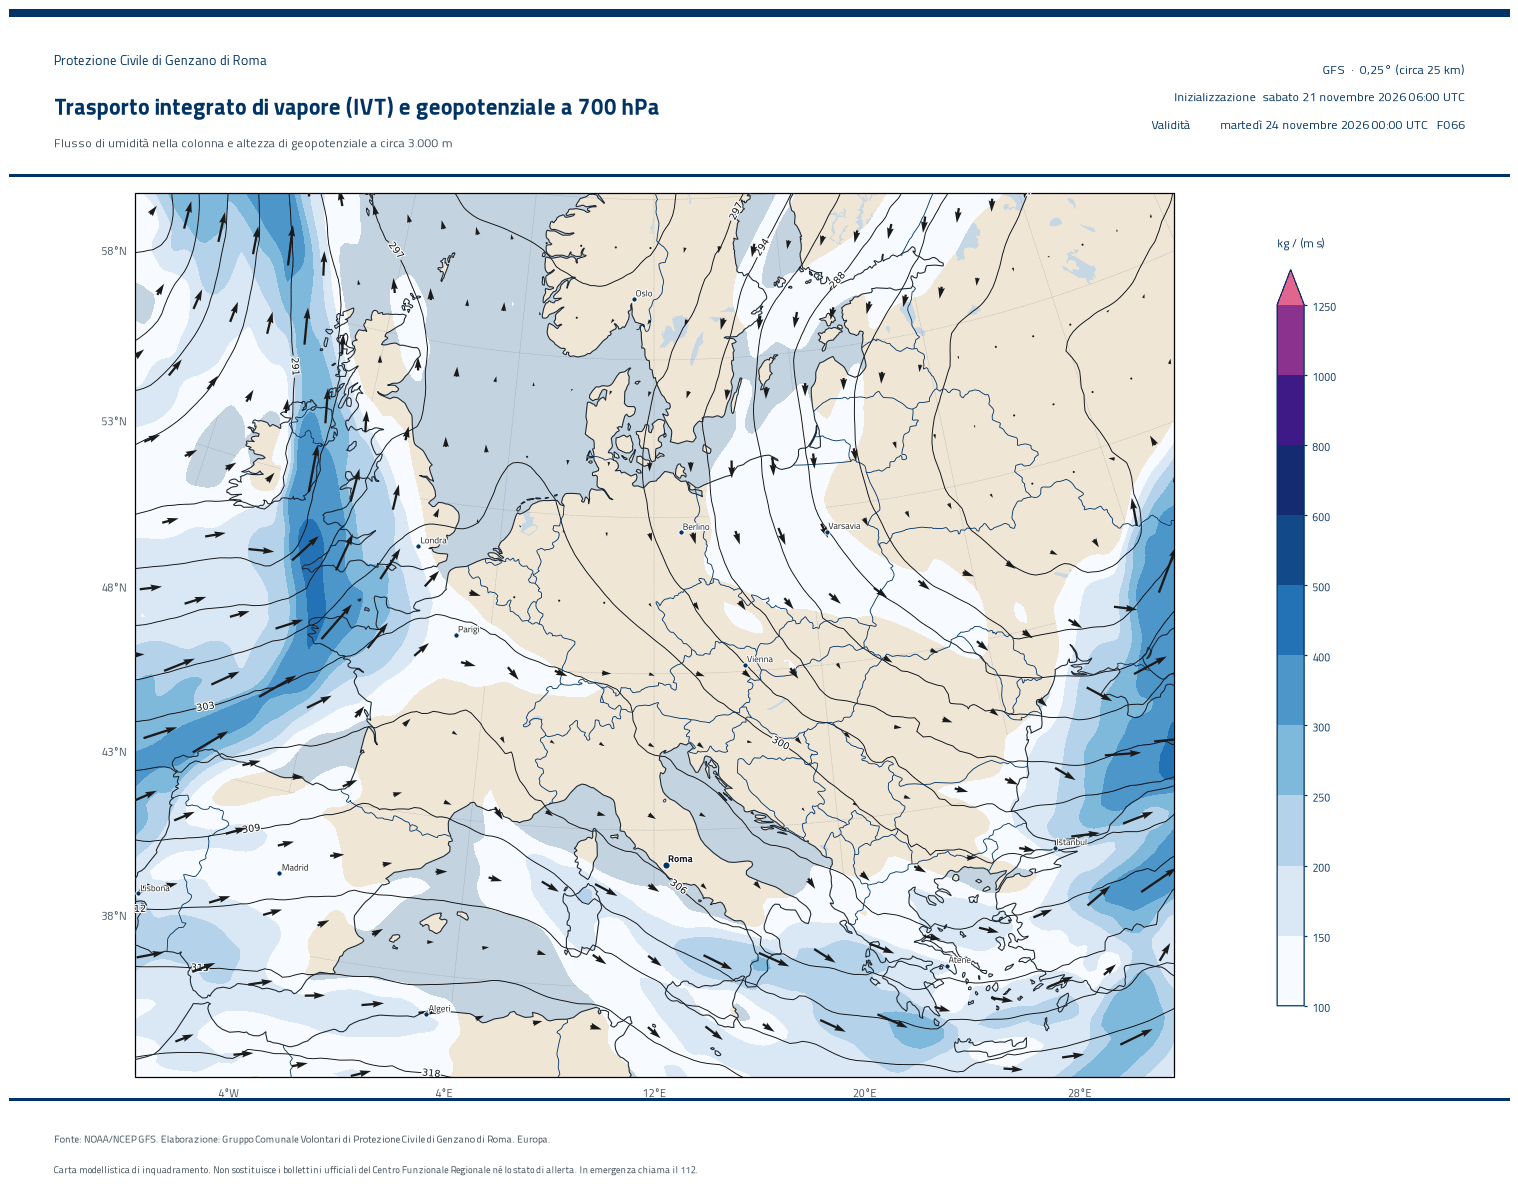 Protezione Civile di Genzano di Roma
Trasporto integrato di vapore (IVT) e geopotenziale a 700 hPa
Flusso di umidità nella colonna e altezza di geopotenziale a circa 3.000 m
GFS · 0,25° (circa 25 km)
Inizializzazione sabato 21 novembre 2026 06:00 UTC
Validità martedì 24 novembre 2026 00:00 UTC F066
kg / (m s)
1250
1000
800
600
500
400
300
250
200
150
100
58°N
53°N
48°N
43°N
38°N
4°W
4°E
12°E
20°E
28°E
297
297
294
288
291
303
300
309
306
12
315
318
Oslo
Berlino
Varsavia
Londra
Parigi
Vienna
Roma
Madrid
Lisbona
Istanbul
Atene
Algeri
Fonte: NOAA/NCEP GFS. Elaborazione: Gruppo Comunale Volontari di Protezione Civile di Genzano di Roma. Europa.
Carta modellistica di inquadramento. Non sostituisce i bollettini ufficiali del Centro Funzionale Regionale né lo stato di allerta. In emergenza chiama il 112.